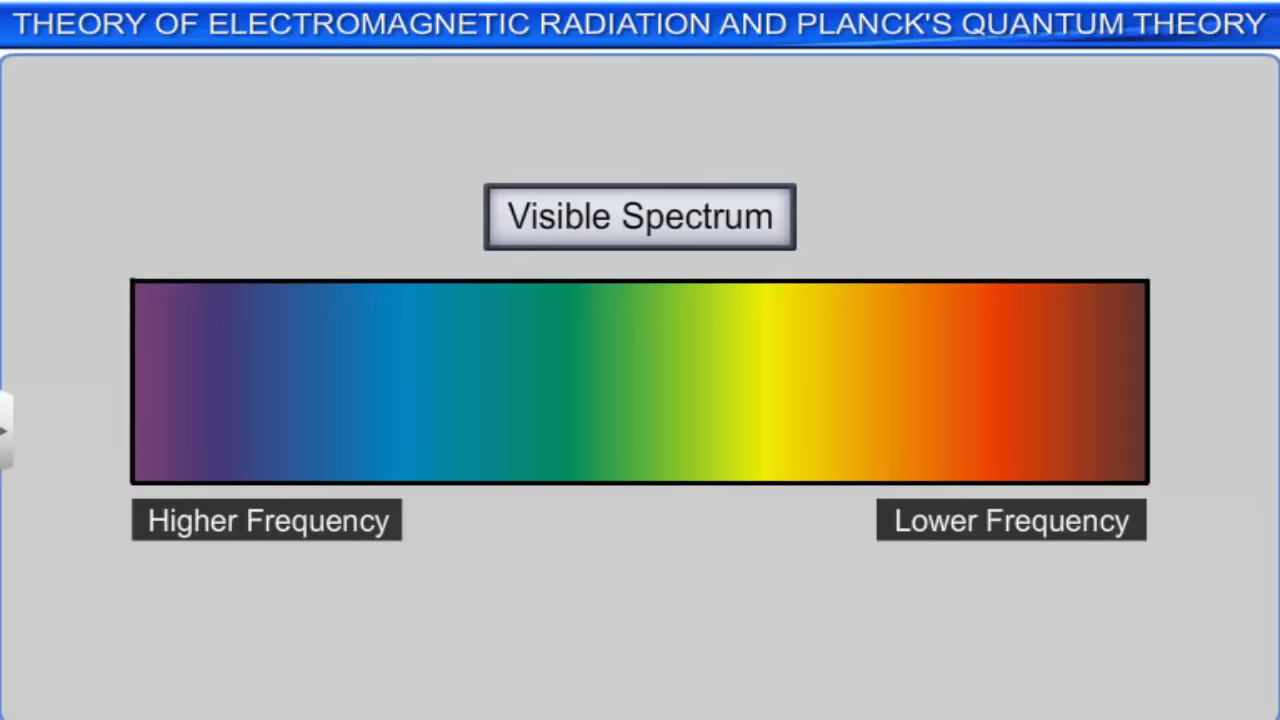 THEORY OF ELECTROMAGNETIC RADIATION AND PLANCK'S QUANTUM THEORY
Visible Spectrum
Higher Frequency
Lower Frequency